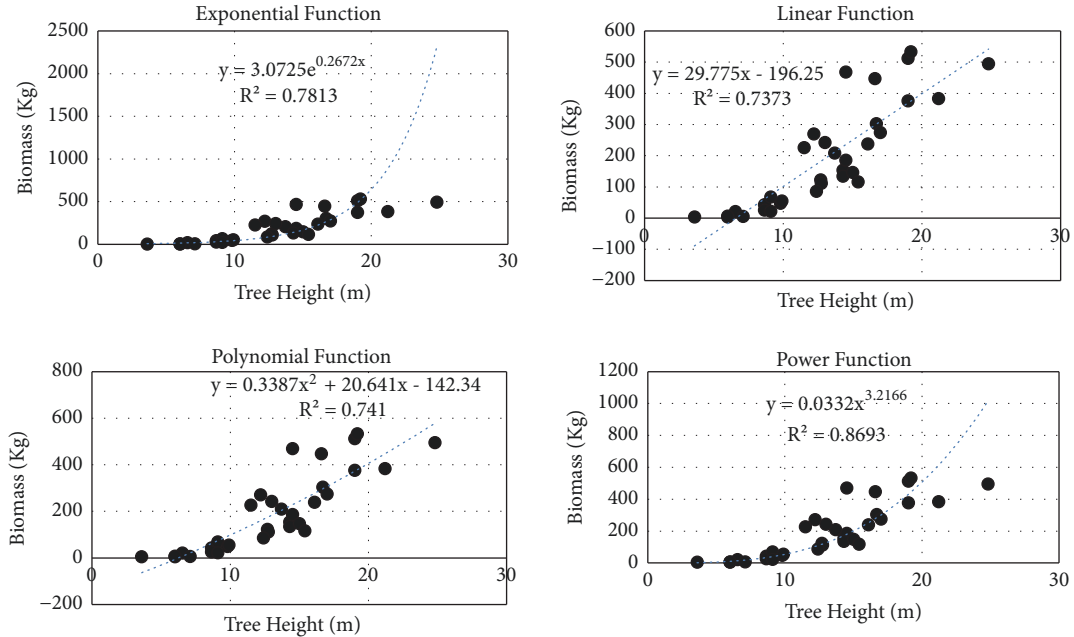 Exponential Function
2500
2000
1500
1000
500
0
Biomass (Kg)
y = 3.0725e^0.2672x
R² = 0.7813
0 10 20 30
Tree Height (m)
Linear Function
600
500
400
300
200
100
0
−100
−200
Biomass (Kg)
y = 29.775x - 196.25
R² = 0.7373
0 10 20 30
Tree Height (m)
Polynomial Function
800
600
400
200
0
−200
Biomass (Kg)
y = 0.3387x² + 20.641x - 142.34
R² = 0.741
0 10 20 30
Tree Height (m)
Power Function
1200
1000
800
600
400
200
0
Biomass (Kg)
y = 0.0332x^3.2166
R² = 0.8693
0 10 20 30
Tree Height (m)